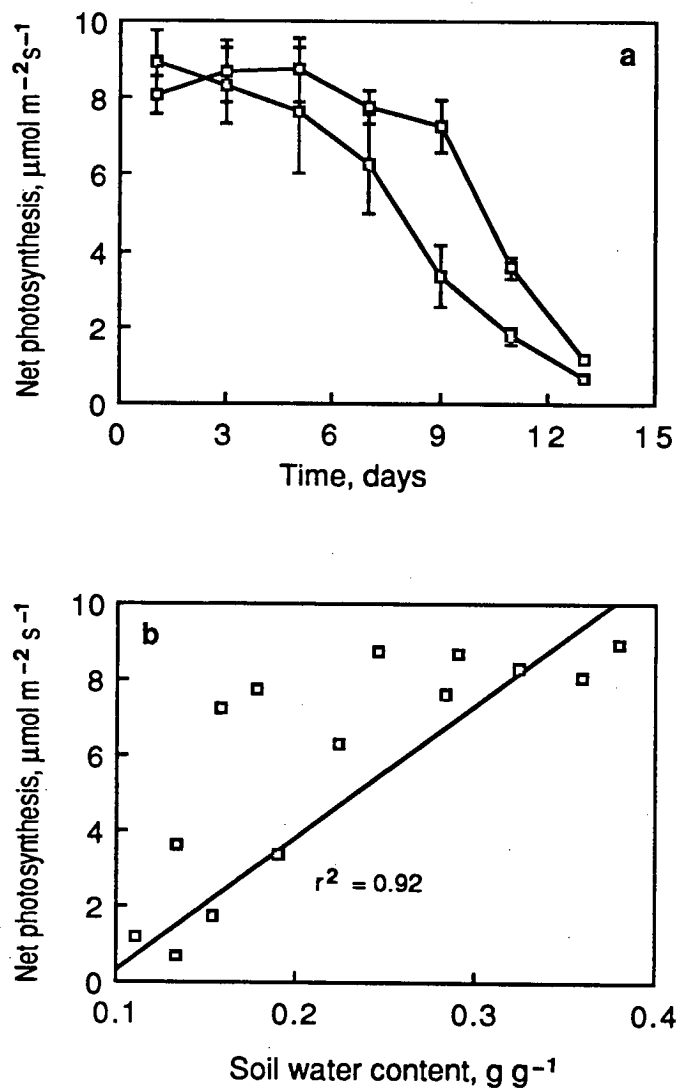 a
10
8
6
4
2
0
Net photosynthesis, μmol m⁻²s⁻¹
0 3 6 9 12 15
Time, days
b
10
8
6
4
2
0
Net photosynthesis, μmol m⁻² s⁻¹
r² = 0.92
0.1 0.2 0.3 0.4
Soil water content, g g⁻¹